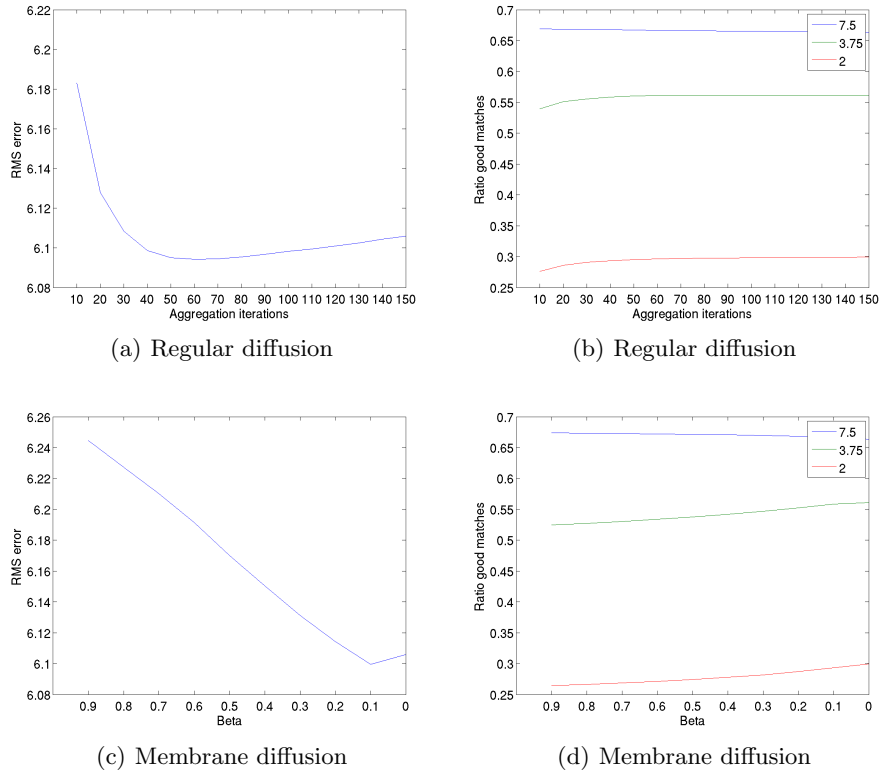 6.22
6.2
6.18
6.16
6.14
6.12
6.1
6.08
RMS error
10 20 30 40 50 60 70 80 90 100 110 120 130 140 150
Aggregation iterations
(a) Regular diffusion
0.7
0.65
0.6
0.55
0.5
0.45
0.4
0.35
0.3
0.25
Ratio good matches
7.5
3.75
2
10 20 30 40 50 60 70 80 90 100 110 120 130 140 150
Aggregation iterations
(b) Regular diffusion
6.26
6.24
6.22
6.2
6.18
6.16
6.14
6.12
6.1
6.08
RMS error
0.9 0.8 0.7 0.6 0.5 0.4 0.3 0.2 0.1 0
Beta
(c) Membrane diffusion
0.7
0.65
0.6
0.55
0.5
0.45
0.4
0.35
0.3
0.25
Ratio good matches
7.5
3.75
2
0.9 0.8 0.7 0.6 0.5 0.4 0.3 0.2 0.1 0
Beta
(d) Membrane diffusion